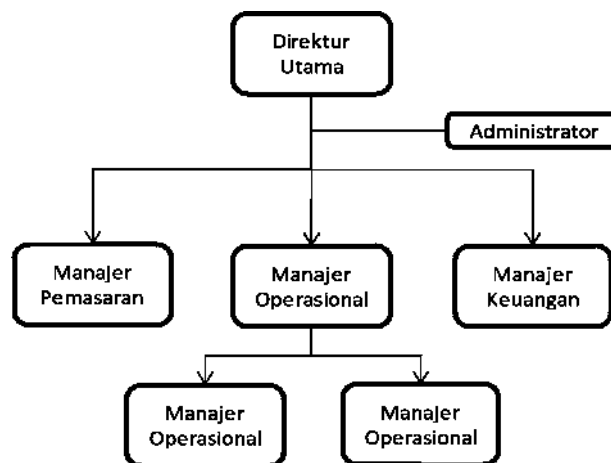 Direktur
Utama
Administrator
Manajer
Pemasaran
Manajer
Operasional
Manajer
Keuangan
Manajer
Operasional
Manajer
Operasional